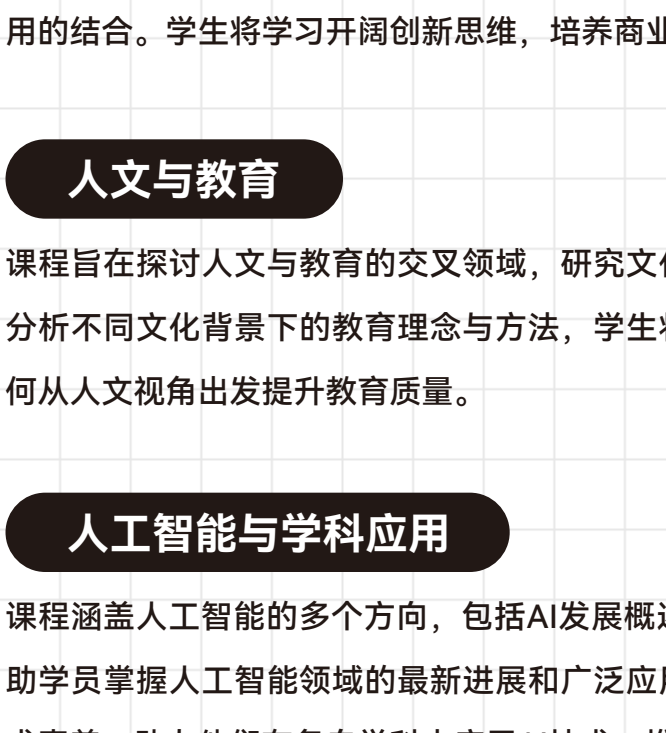 用的结合。学生将学习开阔创新思维，培养商业
人文与教育
课程旨在探讨人文与教育的交叉领域，研究文化
分析不同文化背景下的教育理念与方法，学生将
何从人文视角出发提升教育质量。
人工智能与学科应用
课程涵盖人工智能的多个方向，包括AI发展概述
助学员掌握人工智能领域的最新进展和广泛应用